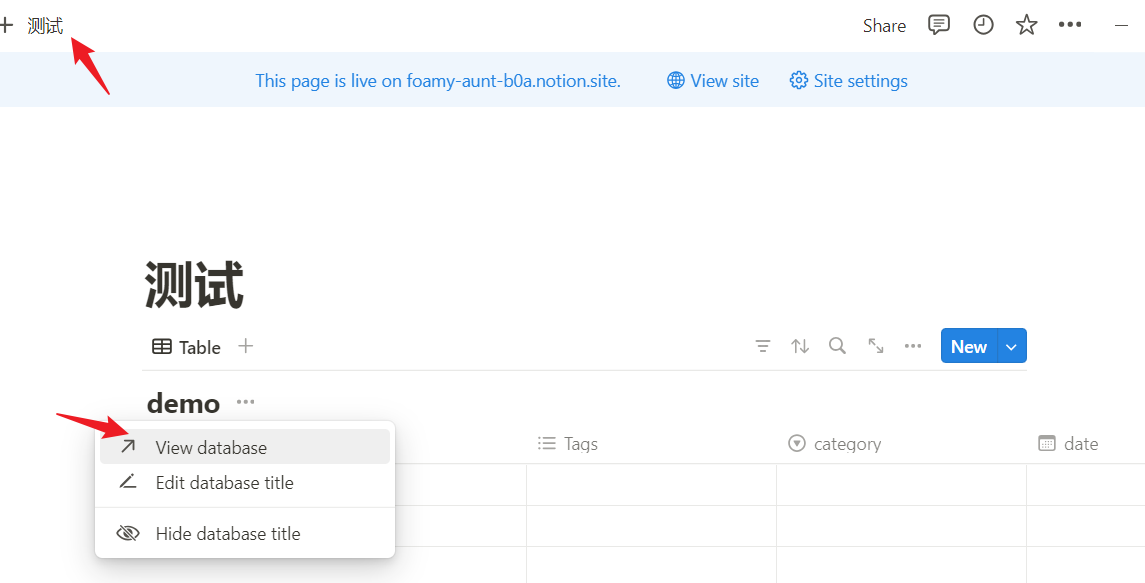 测试 Share
This page is live on foamy-aunt-b0a.notion.site. View site Site settings
测试
Table New
demo
Tags category date
View database
Edit database title
Hide database title